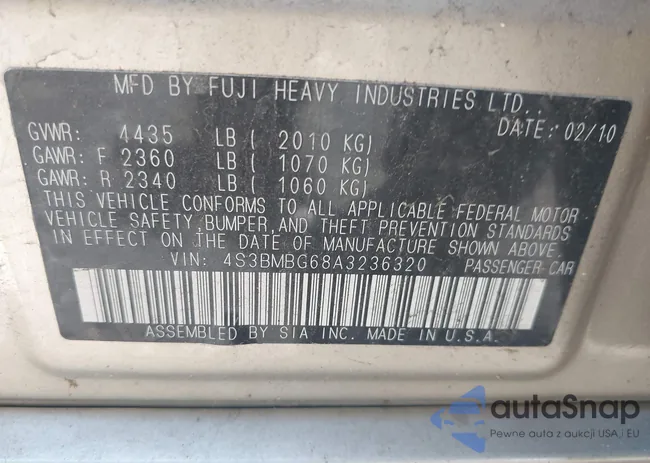 MFD BY FUJI HEAVY INDUSTRIES LTD.
DATE: 02/10
GVWR: 4435 LB ( 2010 KG)
GAWR: F 2360 LB ( 1070 KG)
GAWR: R 2340 LB ( 1060 KG)
THIS VEHICLE CONFORMS TO ALL APPLICABLE FEDERAL MOTOR
VEHICLE SAFETY,BUMPER,AND THEFT PREVENTION STANDARDS
IN EFFECT ON THE DATE OF MANUFACTURE SHOWN ABOVE.
VIN: 4S3BMBG68A3236320 PASSENGER CAR
ASSEMBLED BY SIA INC. MADE IN U.S.A.
autaSnap
Pewne auta z aukcji USA i EU